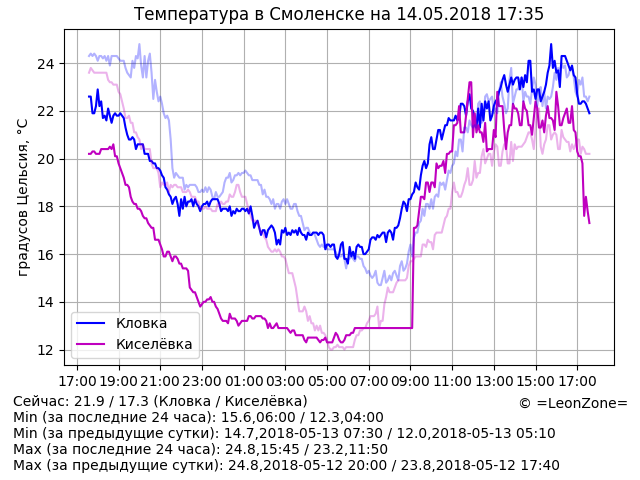 Температура в Смоленске на 14.05.2018 17:35
градусов Цельсия, °C
24
22
20
18
16
14
12
Кловка
Киселёвка
17:00 19:00 21:00 23:00 01:00 03:00 05:00 07:00 09:00 11:00 13:00 15:00 17:00
Сейчас: 21.9 / 17.3 (Кловка / Киселёвка)
© =LeonZone=
Min (за последние 24 часа): 15.6,06:00 / 12.3,04:00
Min (за предыдущие сутки): 14.7,2018-05-13 07:30 / 12.0,2018-05-13 05:10
Max (за последние 24 часа): 24.8,15:45 / 23.2,11:50
Max (за предыдущие сутки): 24.8,2018-05-12 20:00 / 23.8,2018-05-12 17:40